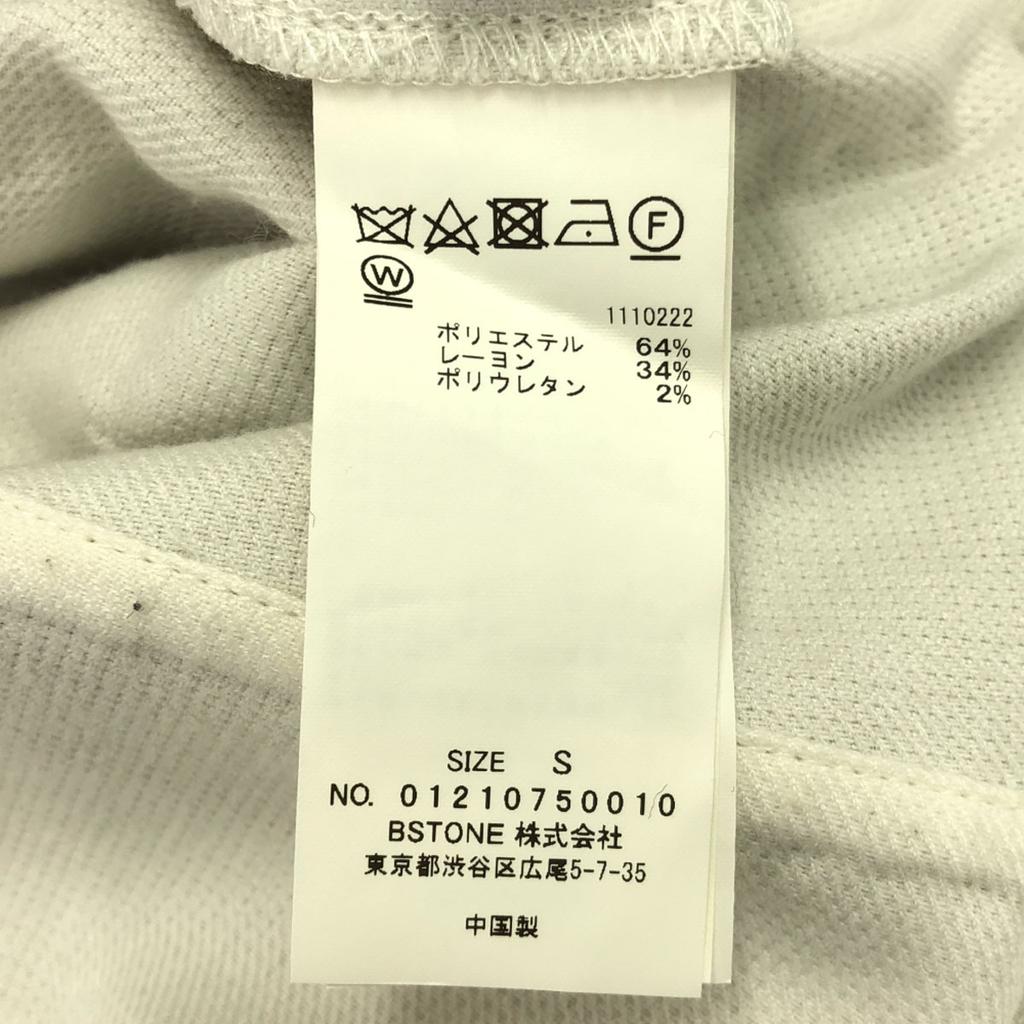 F
W
1110222
ポリエステル 64%
レーヨン 34%
ポリウレタン 2%
SIZE S
NO. 01210750010
BSTONE 株式会社
東京都渋谷区広尾5-7-35
中国製